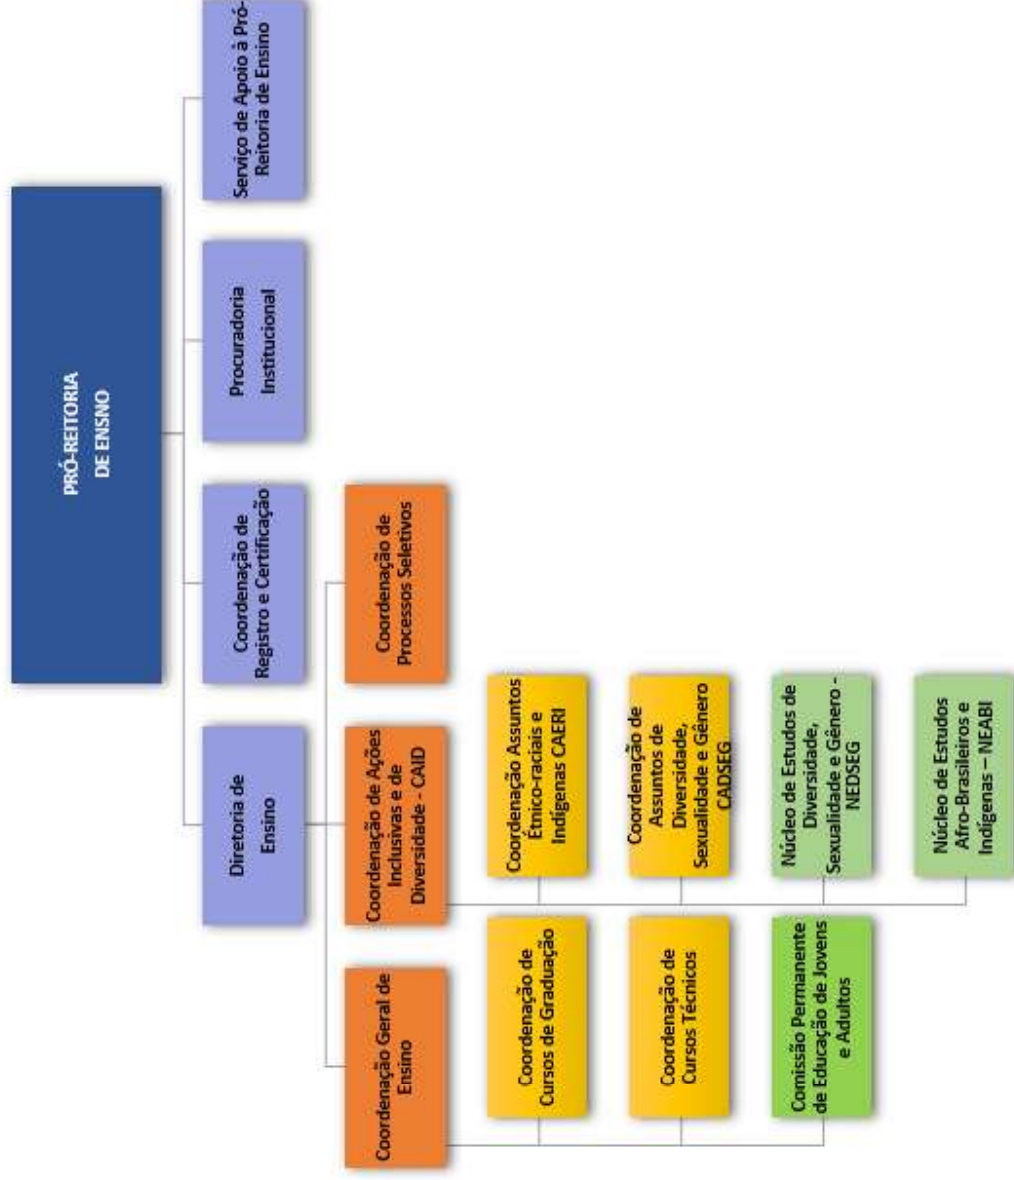 PRÓ-REITORIA
DE ENSNO
Diretoria de
Ensino
Coordenação de
Registro e Certificação
Procuradoria
Institucional
Serviço de Apoio à Pró-
Reitoria de Ensino
Coordenação Geral de
Ensino
Coordenação de Ações
Inclusivas e de
Diversidade - CAID
Coordenação de
Processos Seletivos
Coordenação de
Cursos de Graduação
Coordenação Assuntos
Étnico-raciais e
Indígenas CAERI
Coordenação de
Cursos Técnicos
Coordenação de
Assuntos de
Diversidade,
Sexualidade e Gênero
CADSEG
Comissão Permanente
de Educação de Jovens
e Adultos
Núcleo de Estudos de
Diversidade,
Sexualidade e Gênero -
NEDSEG
Núcleo de Estudos
Afro-Brasileiros e
Indígenas – NEABI